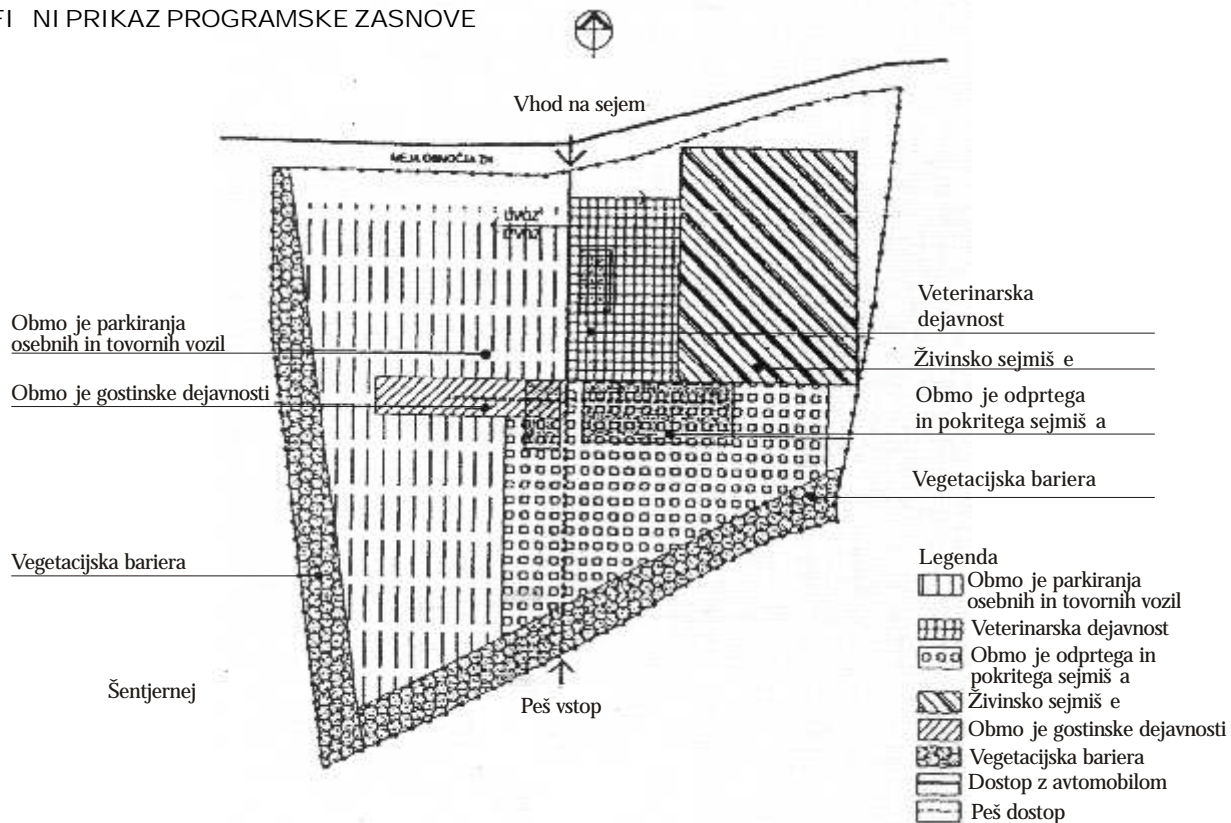 FI NI PRIKAZ PROGRAMSKE ZASNOVE
Vhod na sejem
MEJA OBMOČJA ZN
UVOZ
IZVOZ
Obmo je parkiranja
osebnih in tovornih vozil
Obmo je gostinske dejavnosti
Vegetacijska bariera
Šentjernej
Peš vstop
Veterinarska
dejavnost
Živinsko sejmiš e
Obmo je odprtega
in pokritega sejmiš a
Vegetacijska bariera
Legenda
Obmo je parkiranja
osebnih in tovornih vozil
Veterinarska dejavnost
Obmo je odprtega in
pokritega sejmiš a
Živinsko sejmiš e
Obmo je gostinske dejavnosti
Vegetacijska bariera
Dostop z avtomobilom
Peš dostop